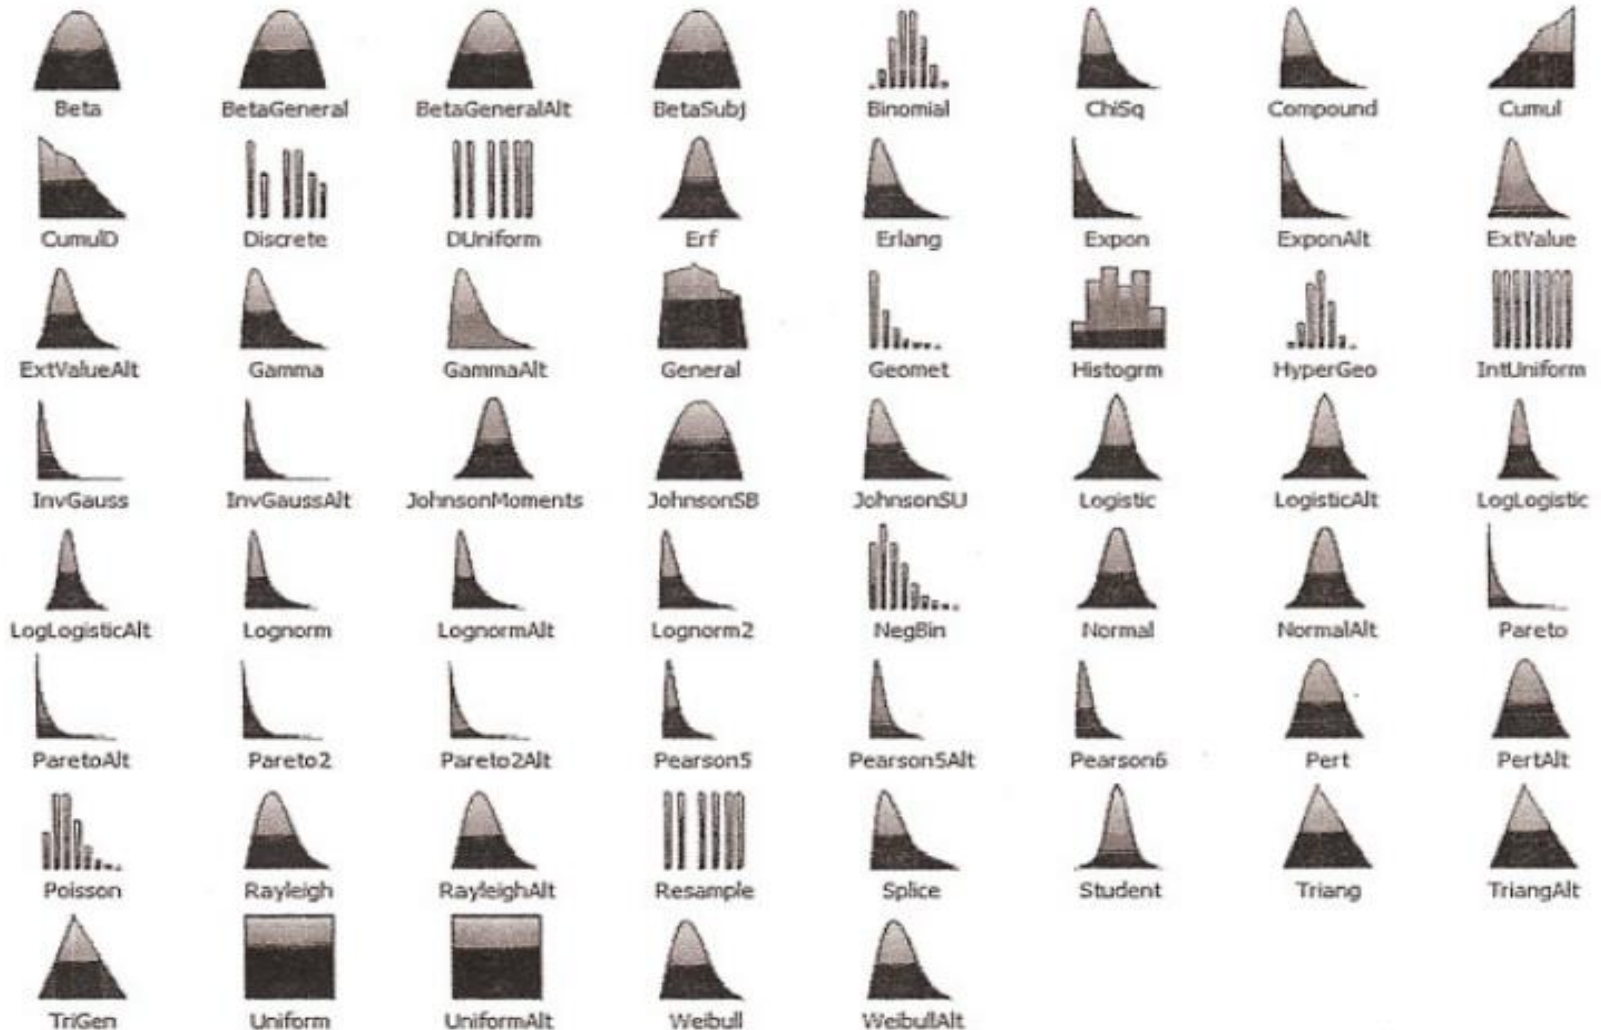 Beta BetaGeneral BetaGeneralAlt BetaSubj Binomial ChiSq Compound Cumul
CumulD Discrete DUniform Erf Erlang Expon ExponAlt ExtValue
ExtValueAlt Gamma GammaAlt General Geomet Histogrm HyperGeo IntUniform
InvGauss InvGaussAlt JohnsonMoments JohnsonSB JohnsonSU Logistic LogisticAlt LogLogistic
LogLogisticAlt Lognorm LognormAlt Lognorm2 NegBin Normal NormalAlt Pareto
ParetoAlt Pareto2 Pareto2Alt Pearson5 Pearson5Alt Pearson6 Pert PertAlt
Poisson Rayleigh RayleighAlt Resample Splice Student Triang TriangAlt
TriGen Uniform UniformAlt Weibull WeibullAlt